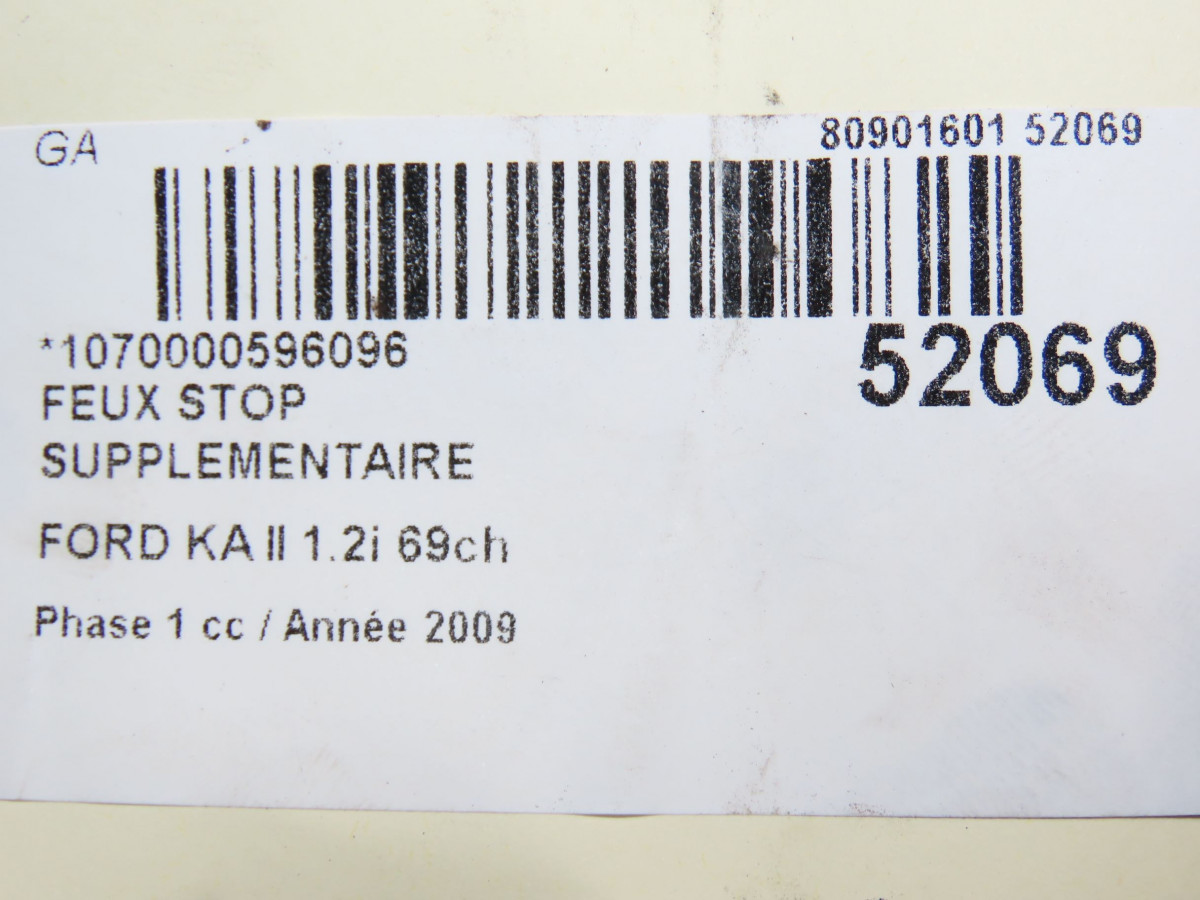 GA
80901601 52069
*1070000596096
52069
FEUX STOP
SUPPLEMENTAIRE
FORD KA II 1.2i 69ch
Phase 1 cc / Année 2009